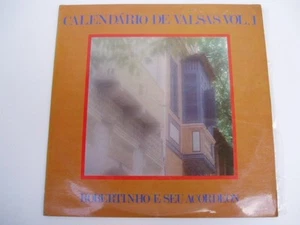 CALENDÁRIO DE VALSAS VOL. 1
ROBERTINHO E SEU ACORDEON